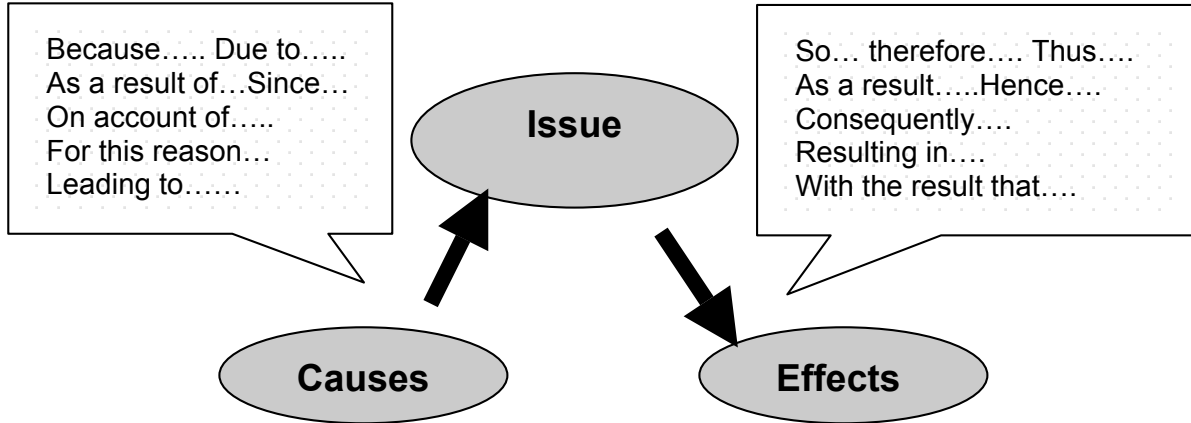 Because….. Due to…..
As a result of…Since…
On account of…..
For this reason…
Leading to……
Issue
So… therefore…. Thus….
As a result…..Hence….
Consequently….
Resulting in….
With the result that….
Causes
Effects